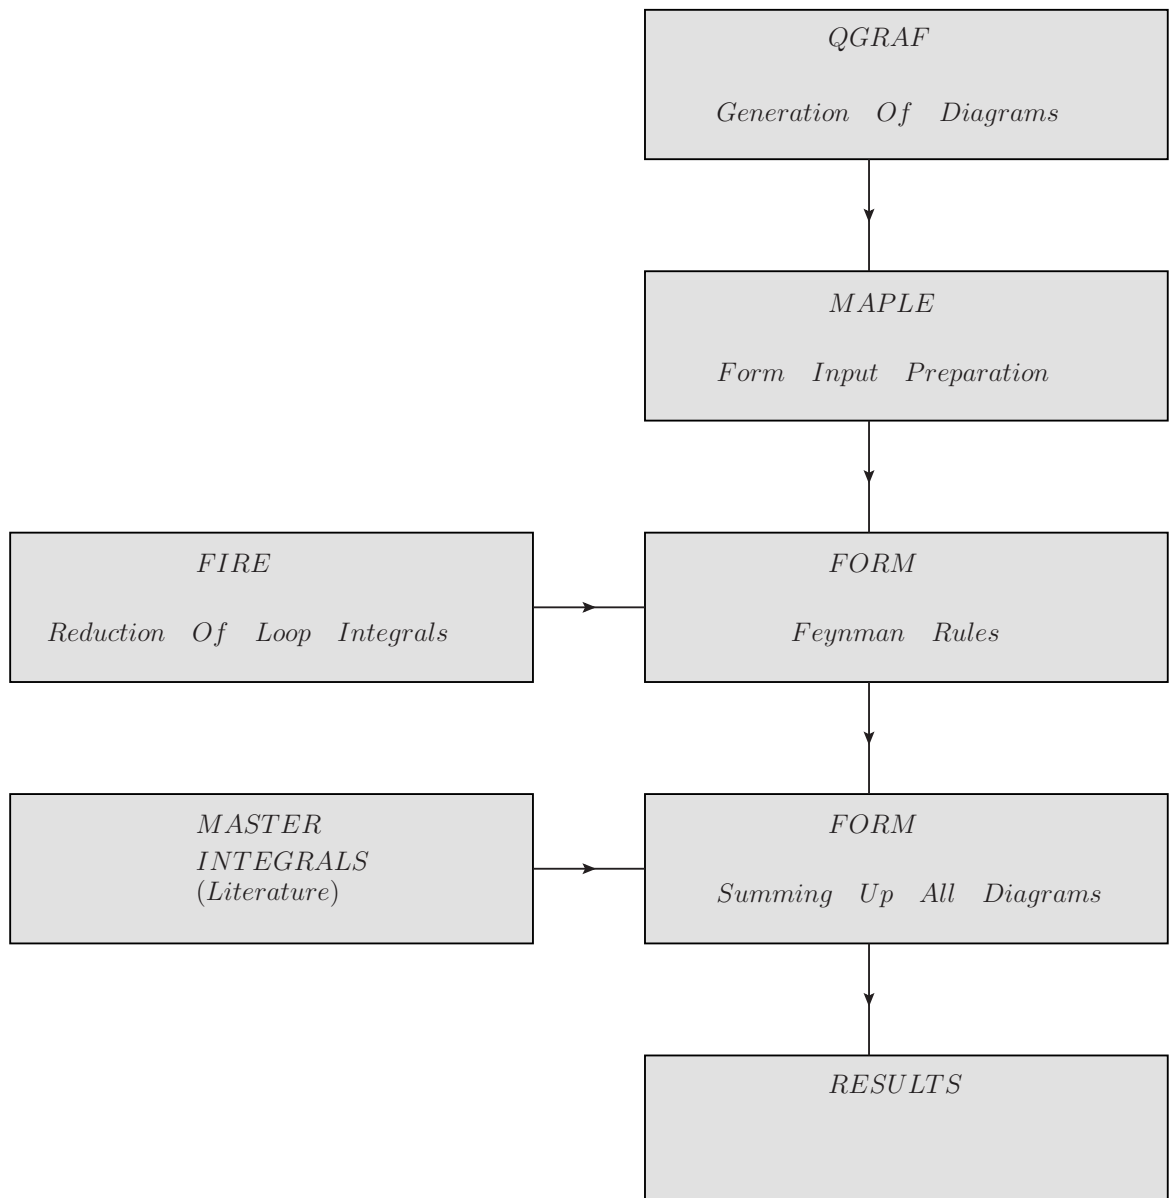 QGRAF
Generation Of Diagrams
MAPLE
Form Input Preparation
FIRE
Reduction Of Loop Integrals
FORM
Feynman Rules
MASTER
INTEGRALS
(Literature)
FORM
Summing Up All Diagrams
RESULTS